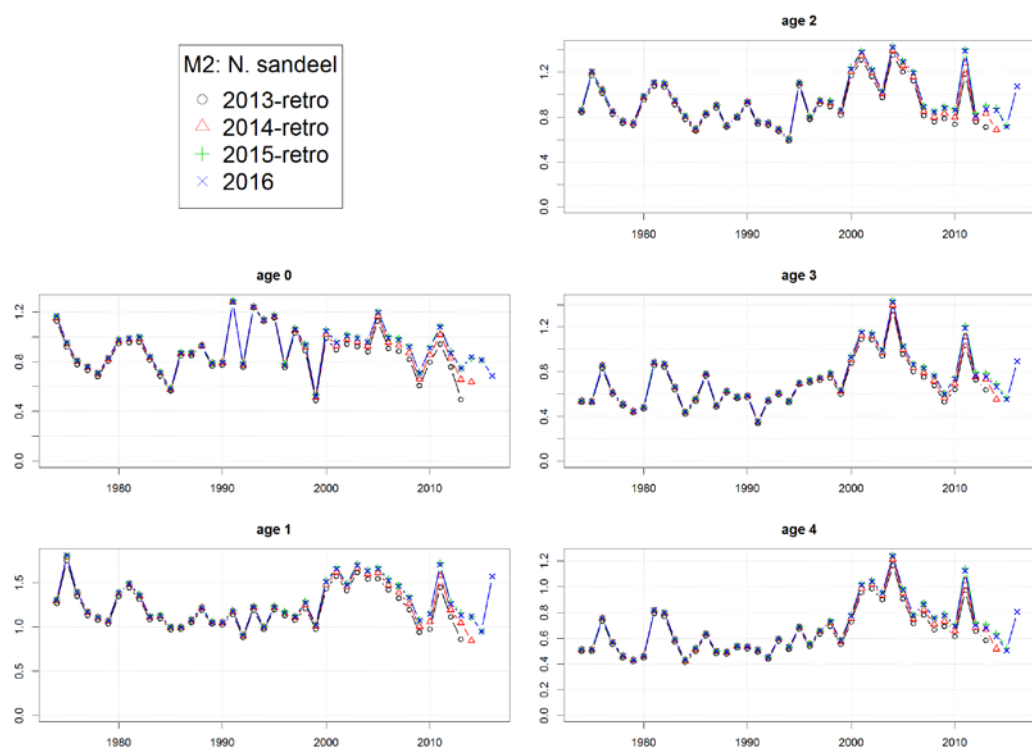 M2: N. sandeel
2013-retro
2014-retro
2015-retro
2016
age 0
0.0 0.4 0.8 1.2
1980 1990 2000 2010
age 1
0.0 0.5 1.0 1.5
1980 1990 2000 2010
age 2
0.0 0.4 0.8 1.2
1980 1990 2000 2010
age 3
0.0 0.4 0.8 1.2
1980 1990 2000 2010
age 4
0.0 0.2 0.4 0.6 0.8 1.0 1.2
1980 1990 2000 2010